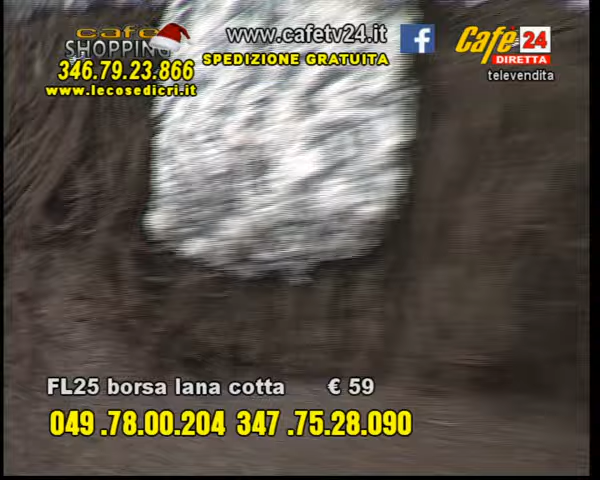 cafe
SHOPPING
346.79.23.866
www.lecosedicri.it
www.cafetv24.it f
SPEDIZIONE GRATUITA
Cafè 24
DIRETTA
televendita
FL25 borsa lana cotta € 59
049 .78.00.204 347 .75.28.090